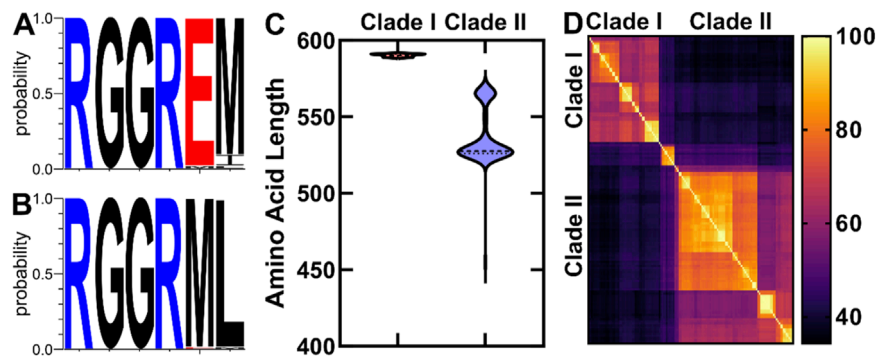 A
1.0
probability
0.5
0.0
RGGREM
B
1.0
probability
0.5
0.0
RGGRML
C
Clade I Clade II
Amino Acid Length
600
550
500
450
400
D
Clade I Clade II
Clade I
Clade II
100
80
60
40